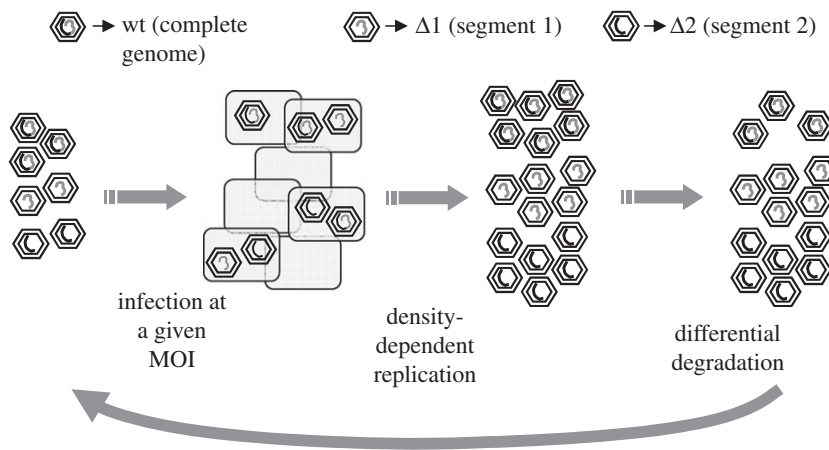 wt (complete
genome)
Δ1 (segment 1)
Δ2 (segment 2)
infection at
a given
MOI
density-
dependent
replication
differential
degradation